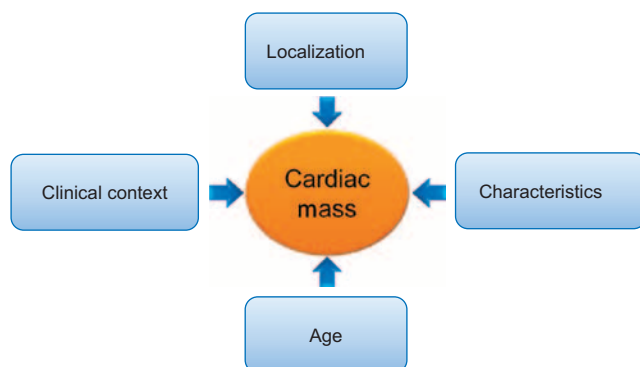 Localization
Clinical context
Cardiac
mass
Characteristics
Age